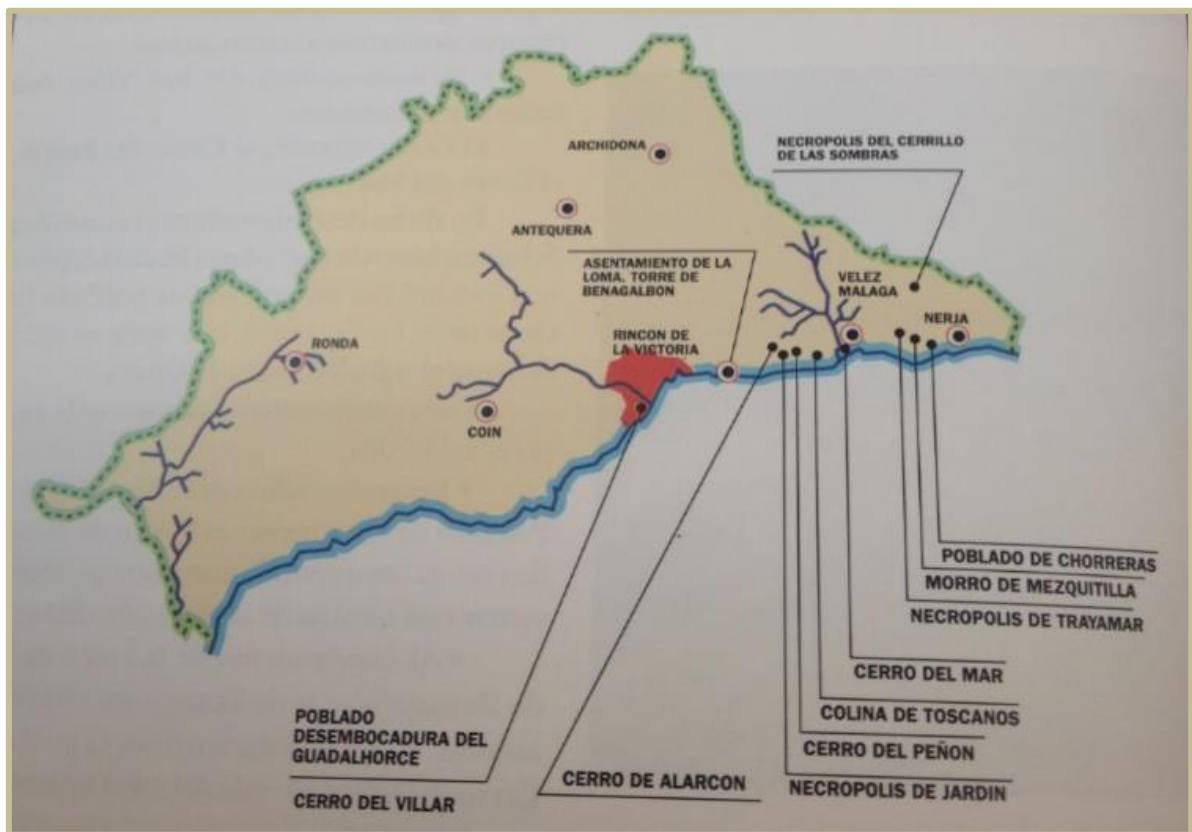 ARCHIDONA
NECROPOLIS DEL CERRILLO
DE LAS SOMBRAS
ANTEQUERA
ASENTAMIENTO DE LA
LOMA. TORRE DE
BENAGALBON
VELEZ
MALAGA
NERJA
RONDA
RINCON DE
LA VICTORIA
COIN
POBLADO DE CHORRERAS
MORRO DE MEZQUITILLA
NECROPOLIS DE TRAYAMAR
CERRO DEL MAR
COLINA DE TOSCANOS
CERRO DEL PEÑON
NECROPOLIS DE JARDIN
CERRO DE ALARCON
POBLADO
DESEMBOCADURA DEL
GUADALHORCE
CERRO DEL VILLAR